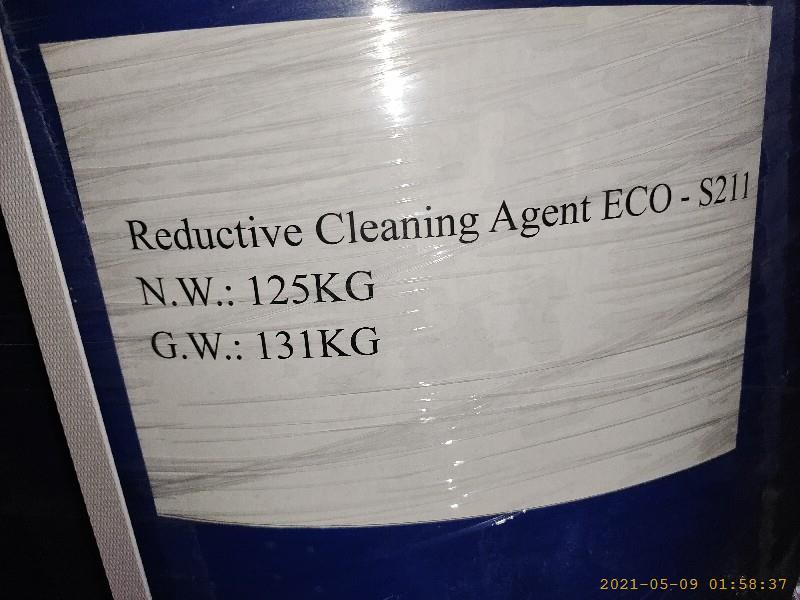 Reductive Cleaning Agent ECO - S211
N.W.: 125KG
G.W.: 131KG
2021-05-09 01:58:37